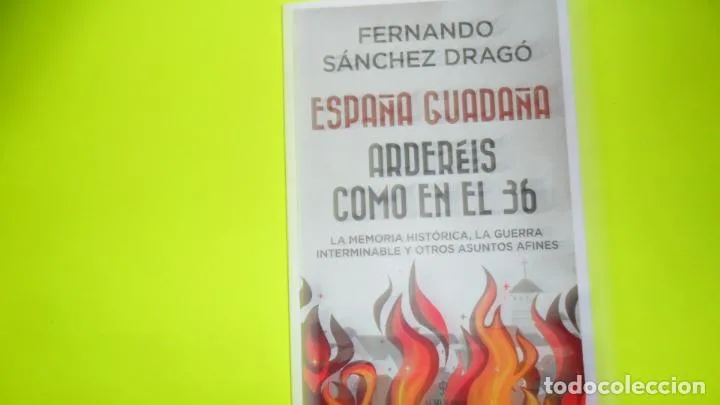 FERNANDO
SÁNCHEZ DRAGÓ
ESPAÑA GUADAÑA
ARDERÉIS
COMO EN EL 36
LA MEMORIA HISTÓRICA, LA GUERRA
INTERMINABLE Y OTROS ASUNTOS AFINES
todocoleccion